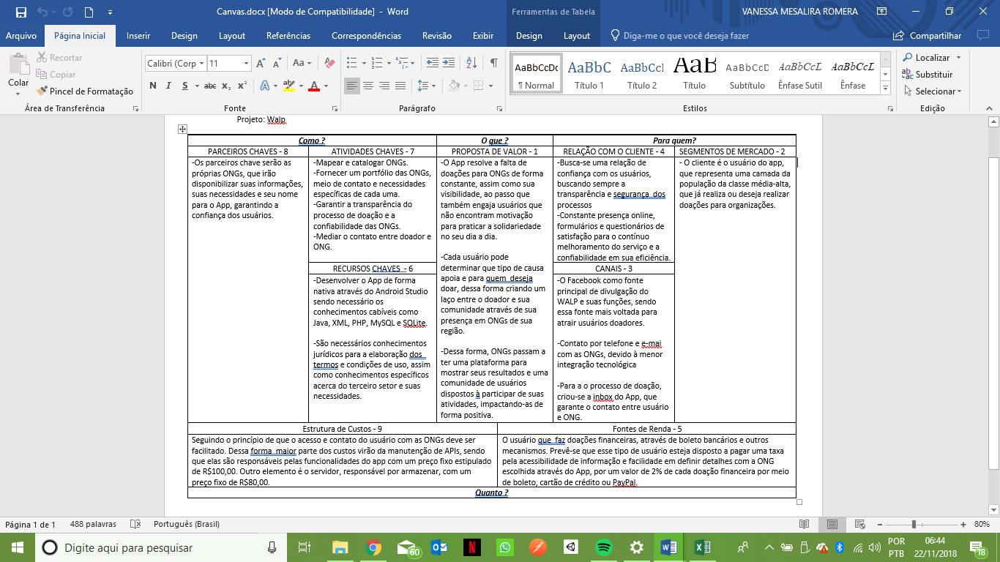 Canvas.docx [Modo de Compatibilidade] - Word
Ferramentas de Tabela
VANESSA MESALIRA ROMERA
Arquivo
Página Inicial
Inserir
Design
Layout
Referências
Correspondências
Revisão
Exibir
Design
Layout
Diga-me o que você deseja fazer
Compartilhar
Colar
Recortar
Copiar
Pincel de Formatação
Área de Transferência
Calibri (Corp
11
Fonte
Parágrafo
AaBbCcDc
¶ Normal
AaBbC
Título 1
AaBbCcI
Título 2
AaB
Título
AaBbCcD
Subtítulo
AaBbCcL
Ênfase Sutil
AaBbCcL
Ênfase
Estilos
Localizar
Substituir
Selecionar
Edição
Projeto: Walp
Como ?
O que ?
Para quem?
PARCEIROS CHAVES - 8
-Os parceiros chave serão as
próprias ONGs, que irão
disponibilizar suas informações,
suas necessidades e seu nome
para o App, garantindo a
confiança dos usuários.
ATIVIDADES CHAVES - 7
-Mapear e catalogar ONGs.
-Fornecer um portfólio das ONGs,
meio de contato e necessidades
específicas de cada uma.
-Garantir a transparência do
processo de doação e a
confiabilidade das ONGs.
-Mediar o contato entre doador e
ONG.
RECURSOS CHAVES - 6
-Desenvolver o App de forma
nativa através do Android Studio
sendo necessário os
conhecimentos cabíveis como
Java, XML, PHP, MySQL e SQLite.
-São necessários conhecimentos
jurídicos para a elaboração dos
termos e condições de uso, assim
como conhecimentos específicos
acerca do terceiro setor e suas
necessidades.
PROPOSTA DE VALOR - 1
-O App resolve a falta de
doações para ONGs de forma
constante, assim como sua
visibilidade, ao passo que
também engaja usuários que
não encontram motivação
para praticar a solidariedade
no seu dia a dia.
-Cada usuário pode
determinar que tipo de causa
apoia e para quem deseja
doar, dessa forma criando um
laço entre o doador e sua
comunidade através de sua
presença em ONGs de sua
região.
-Dessa forma, ONGs passam a
ter uma plataforma para
mostrar seus resultados e uma
comunidade de usuários
dispostos à participar de suas
atividades, impactando-as de
forma positiva.
RELAÇÃO COM O CLIENTE - 4
-Busca-se uma relação de
confiança com os usuários,
buscando sempre a
transparência e segurança dos
processos
-Constante presença online,
formulários e questionários de
satisfação para o contínuo
melhoramento do serviço e a
confiabilidade em sua eficiência.
CANAIS - 3
-O Facebook como fonte
principal de divulgação do
WALP e suas funções, sendo
essa fonte mais voltada para
atrair usuários doadores.
-Contato por telefone e e-mai
com as ONGs, devido à menor
integração tecnológica
-Para a o processo de doação,
criou-se a inbox do App, que
garante o contato entre usuário
e ONG.
SEGMENTOS DE MERCADO - 2
- O cliente é o usuário do app,
que representa uma camada da
população da classe média-alta,
que já realiza ou deseja realizar
doações para organizações.
Estrutura de Custos - 9
Seguindo o princípio de que o acesso e contato do usuário com as ONGs deve ser
facilitado. Dessa forma maior parte dos custos virão da manutenção de APIs, sendo
que elas são responsáveis pelas funcionalidades do app com um preço fixo estipulado
de R$100,00. Outro elemento é o servidor, responsável por armazenar, com um
preço fixo de R$80,00.
Fontes de Renda - 5
O usuário que faz doações financeiras, através de boleto bancários e outros
mecanismos. Prevê-se que esse tipo de usuário esteja disposto a pagar uma taxa
pela acessibilidade de informação e facilidade em definir detalhes com a ONG
escolhida através do App, por um valor de 2% de cada doação financeira por meio
de boleto, cartão de crédito ou PayPal.
Quanto ?
Página 1 de 1
488 palavras
Português (Brasil)
80%
Digite aqui para pesquisar
60
POR
PTB
06:44
22/11/2018
18